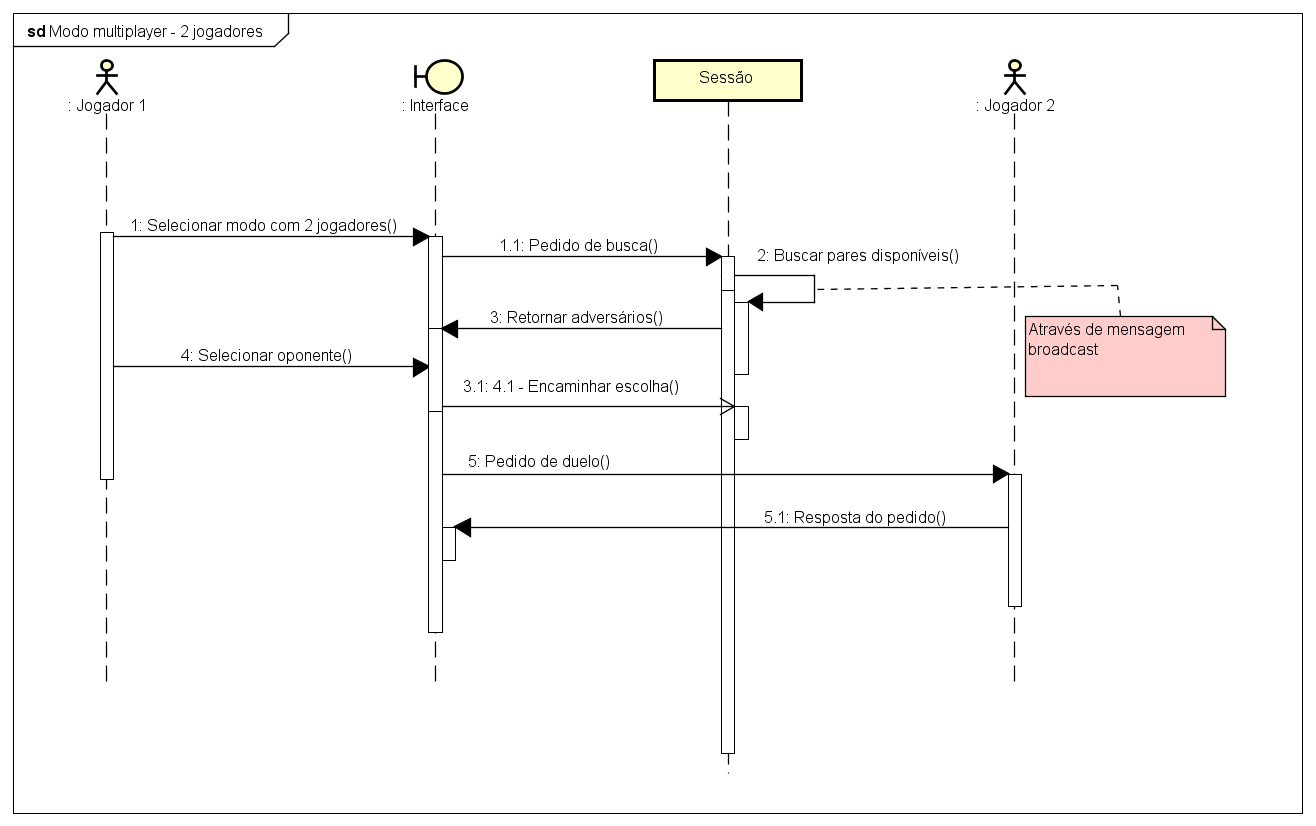 sd Modo multiplayer - 2 jogadores
: Jogador 1
: Interface
Sessão
: Jogador 2
1: Selecionar modo com 2 jogadores()
1.1: Pedido de busca()
2: Buscar pares disponíveis()
3: Retornar adversários()
Através de mensagem
broadcast
4: Selecionar oponente()
3.1: 4.1 - Encaminhar escolha()
5: Pedido de duelo()
5.1: Resposta do pedido()